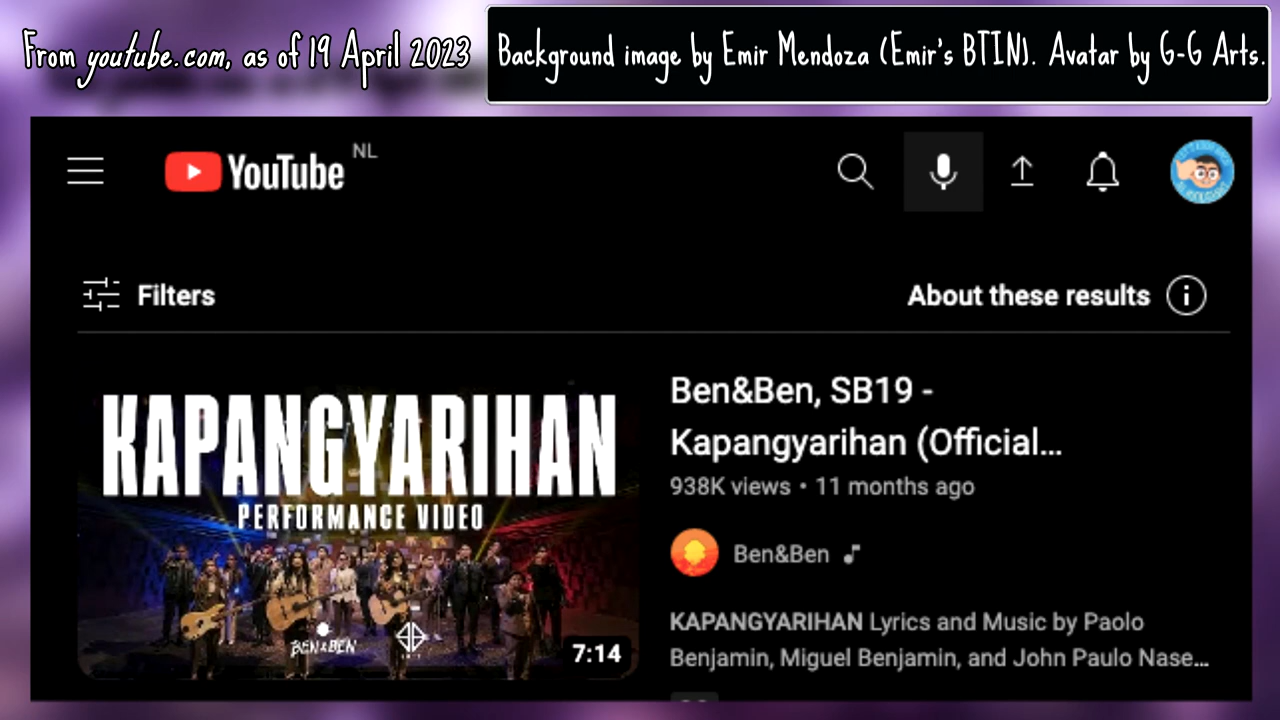 From youtube.com, as of 19 April 2023
Background image by Emir Mendoza (Emir's BTIN). Avatar by G-G Arts.
YouTube NL
Filters
About these results
KAPANGYARIHAN
PERFORMANCE VIDEO
BEN&BEN
7:14
Ben&Ben, SB19 -
Kapangyarihan (Official...
938K views • 11 months ago
Ben&Ben
KAPANGYARIHAN Lyrics and Music by Paolo
Benjamin, Miguel Benjamin, and John Paulo Nase...